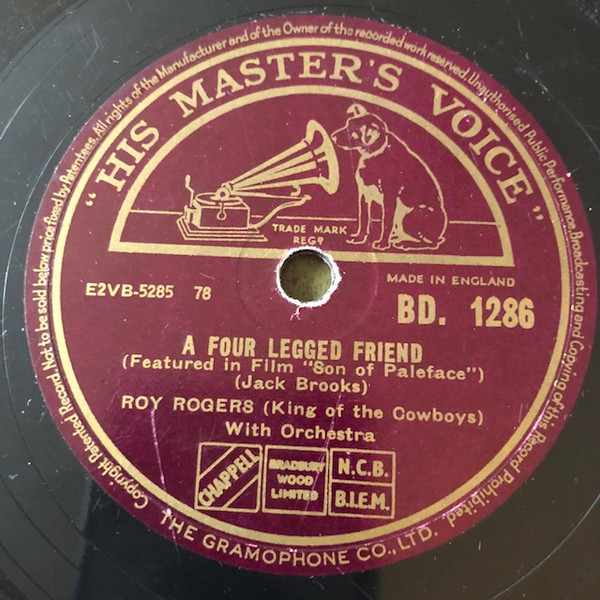 Copyright Patented Record. Not to be sold below price fixed by Patentees. All rights of the Manufacturer and of the Owner of the recorded work reserved. Unauthorised Public Performance, Broadcasting and Copying of this Record Prohibited.
"HIS MASTER'S VOICE"
TRADE MARK
REGD
E2VB-5285 78
MADE IN ENGLAND
BD. 1286
A FOUR LEGGED FRIEND
(Featured in Film "Son of Paleface")
(Jack Brooks)
ROY ROGERS (King of the Cowboys)
With Orchestra
CHAPPELL
BRADBURY
WOOD
LIMITED
N.C.B.
B.I.E.M.
THE GRAMOPHONE CO., LTD.